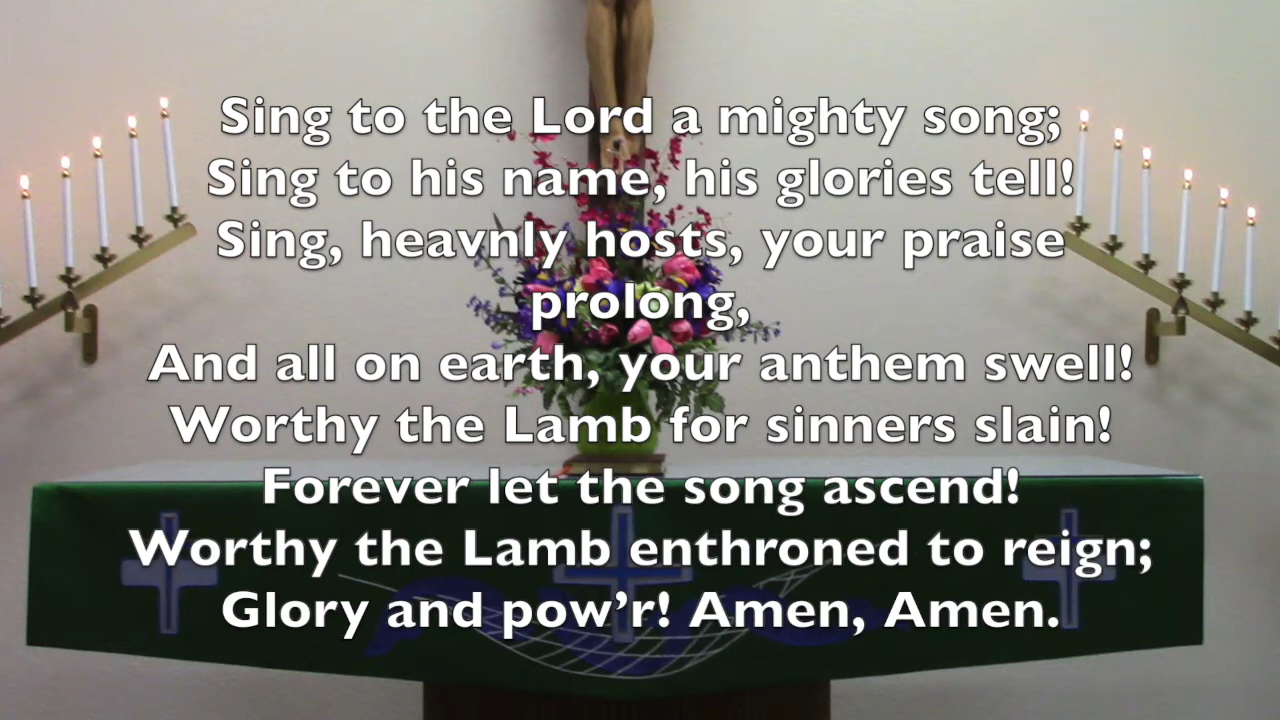 Sing to the Lord a mighty song;
Sing to his name, his glories tell!
Sing, heavnly hosts, your praise
prolong,
And all on earth, your anthem swell!
Worthy the Lamb for sinners slain!
Forever let the song ascend!
Worthy the Lamb enthroned to reign;
Glory and pow’r! Amen, Amen.